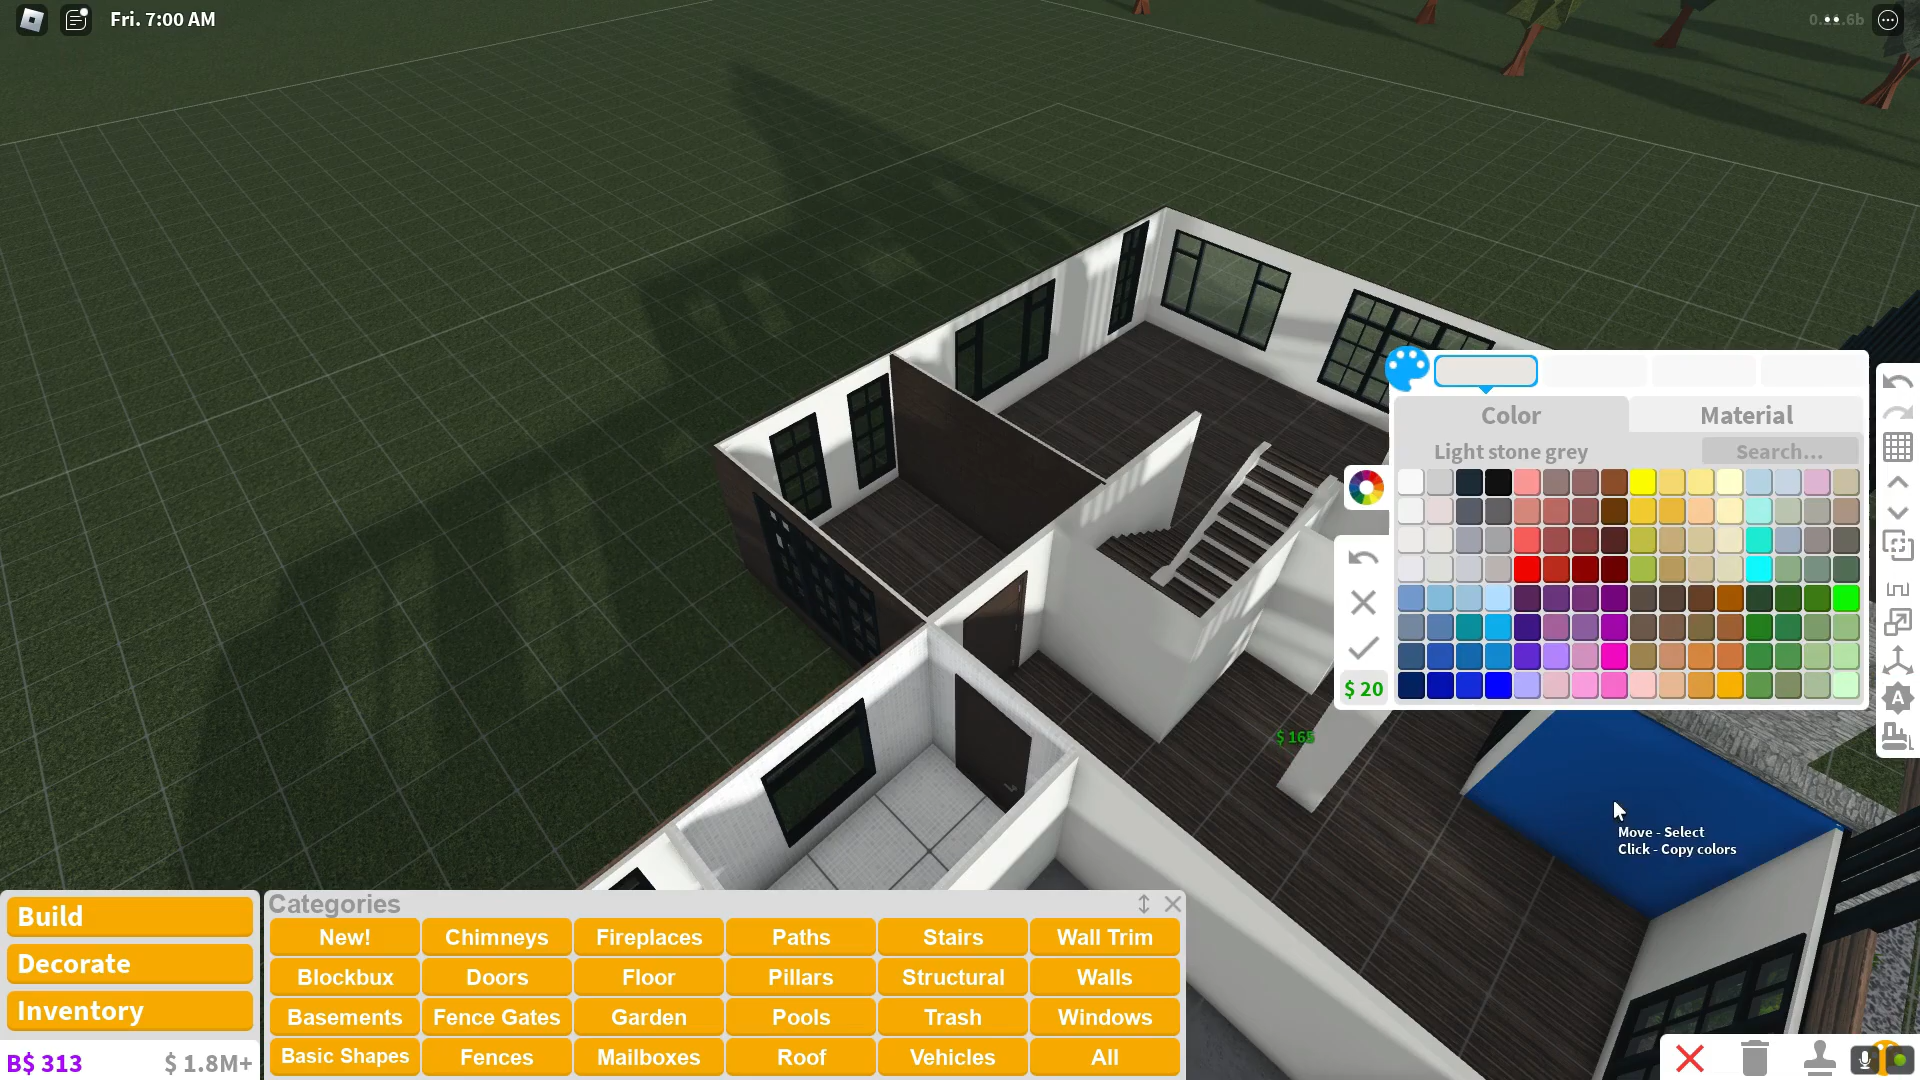 Fri. 7:00 AM
Color
Material
Light stone grey
Search...
$ 20
$ 165
Move - Select
Click - Copy colors
A
Build
Decorate
Inventory
B$ 313
$ 1.8M+
Categories
New!
Chimneys
Fireplaces
Paths
Stairs
Wall Trim
Blockbux
Doors
Floor
Pillars
Structural
Walls
Basements
Fence Gates
Garden
Pools
Trash
Windows
Basic Shapes
Fences
Mailboxes
Roof
Vehicles
All